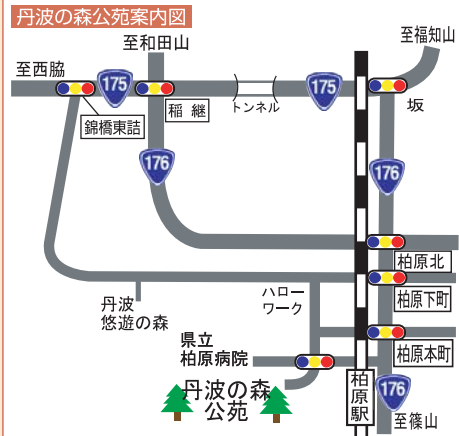 丹波の森公苑案内図
至和田山
至福知山
至西脇
175
稲 継
トンネル
175
坂
錦橋東詰
176
176
柏原北
柏原下町
丹波
悠遊の森
ハロー
ワーク
県立
柏原病院
柏原本町
丹波の森
公苑
柏原駅
176
至篠山